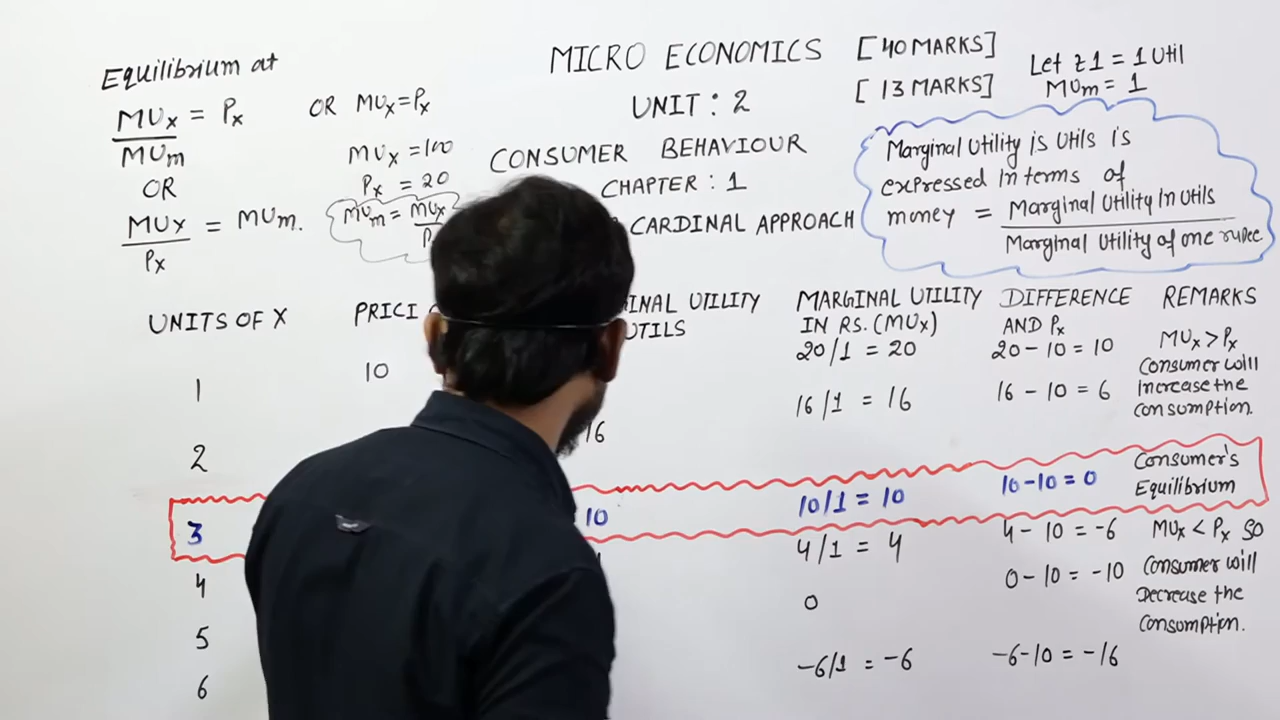 MICRO ECONOMICS [40 MARKS]
UNIT : 2 [13 MARKS]
CONSUMER BEHAVIOUR
CHAPTER : 1
CARDINAL APPROACH
Equilibrium at
MUx = Px
MUm
OR
MUx = MUm.
Px
OR MUx = Px
MUx = 100
Px = 20
MUm = MUx
P
Let ₹1 = 1 Util
MUm = 1
Marginal Utility is Utils is
expressed In terms of
money = Marginal Utility In Utils
Marginal Utility of one rupee
UNITS OF X PRICE INAL UTILITY MARGINAL UTILITY DIFFERENCE REMARKS
UTILS IN RS. (MUx) AND Px
1 10 20/1 = 20 20 - 10 = 10 MUx > Px
Consumer will
2 16 16/1 = 16 16 - 10 = 6 Increase the
consumption.
3 10 10/1 = 10 10-10 = 0 Consumer's
Equilibrium
4 4/1 = 4 4 - 10 = -6 MUx < Px so
5 0 0 - 10 = -10 Consumer will
Decrease the
consumption.
6 -6/1 = -6 -6-10 = -16